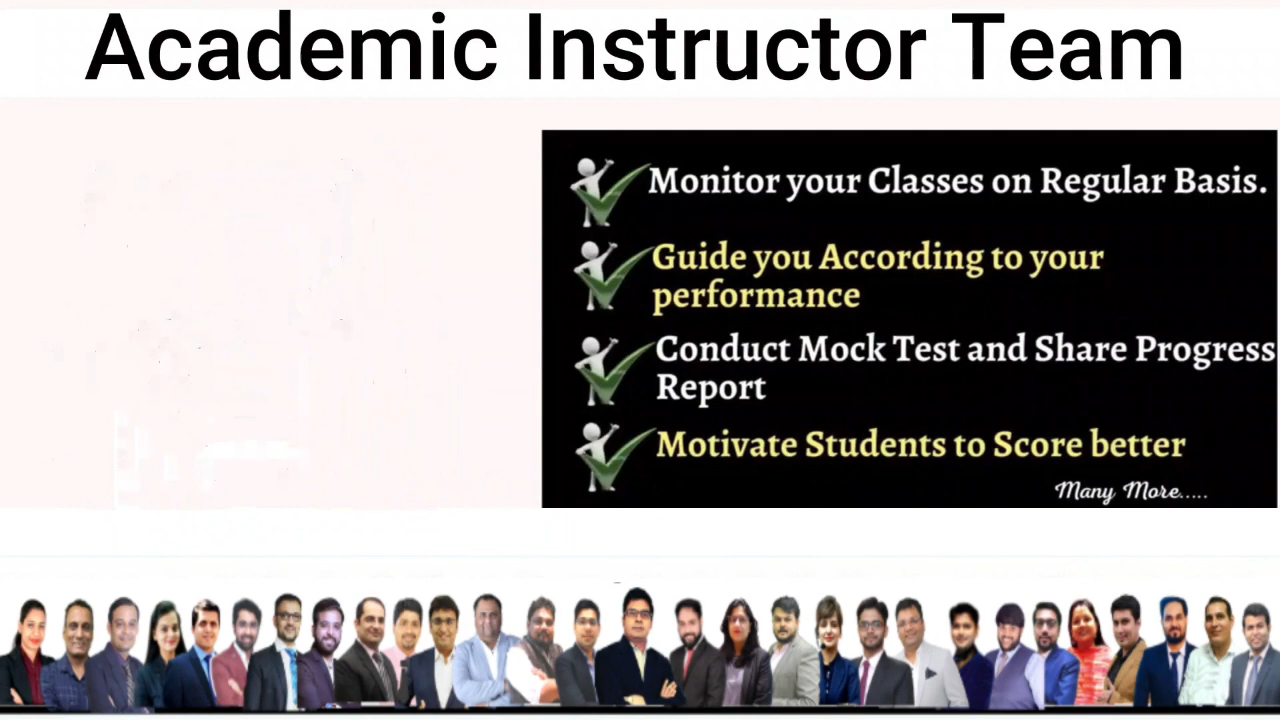 Academic Instructor Team
Monitor your Classes on Regular Basis.
Guide you According to your
performance
Conduct Mock Test and Share Progress
Report
Motivate Students to Score better
Many More.....